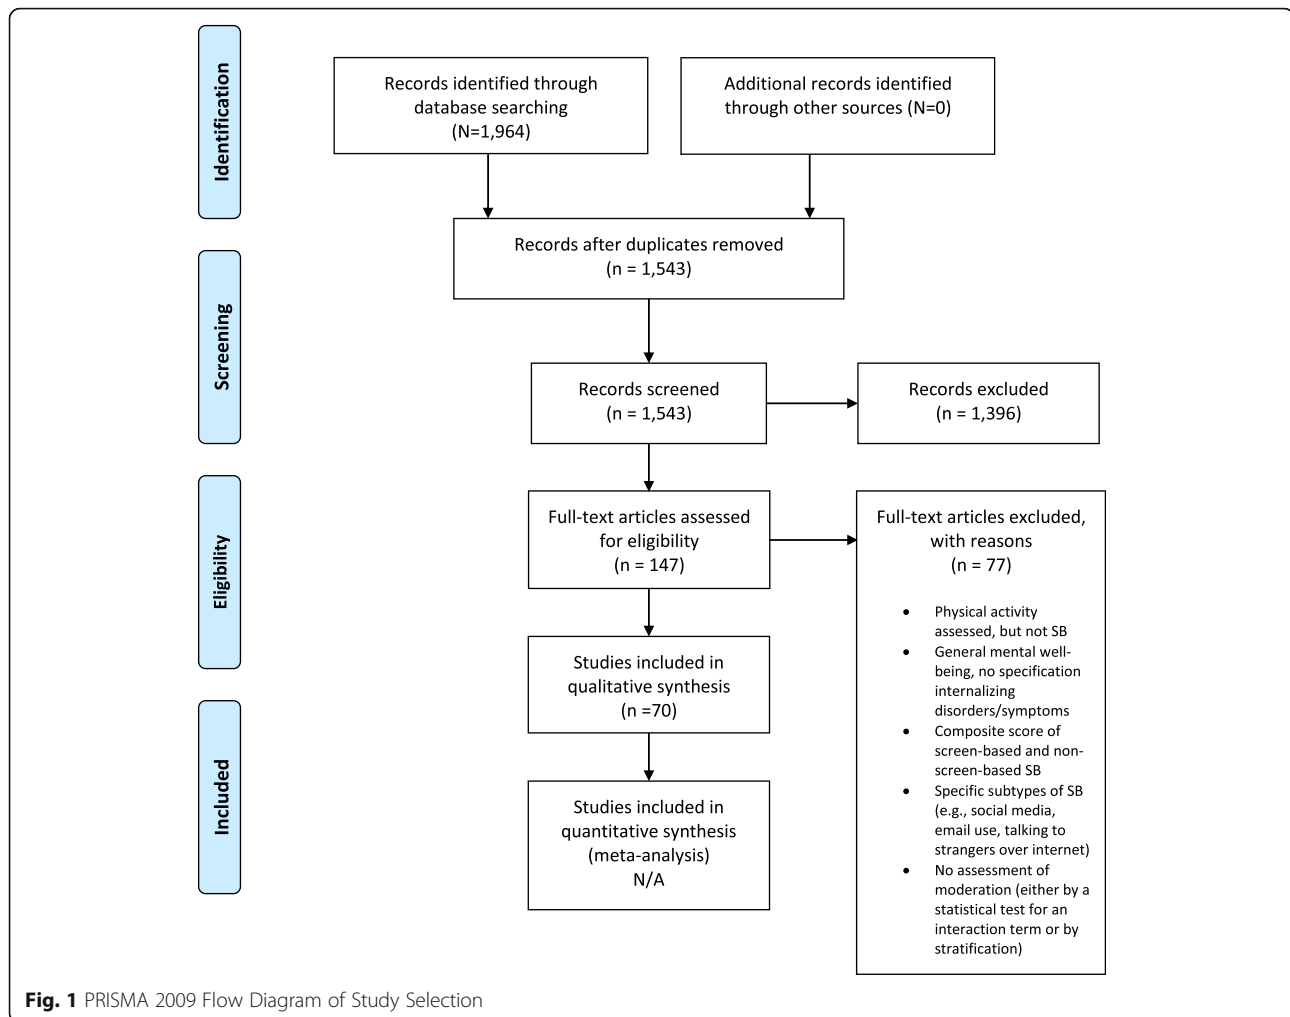 Identification
Records identified through
database searching
(N=1,964)
Additional records identified
through other sources (N=0)
Records after duplicates removed
(n = 1,543)
Screening
Records screened
(n = 1,543)
Records excluded
(n = 1,396)
Eligibility
Full-text articles assessed
for eligibility
(n = 147)
Full-text articles excluded,
with reasons
(n = 77)
• Physical activity
assessed, but not SB
• General mental well-
being, no specification
internalizing
disorders/symptoms
• Composite score of
screen-based and non-
screen-based SB
• Specific subtypes of SB
(e.g., social media,
email use, talking to
strangers over internet)
• No assessment of
moderation (either by a
statistical test for an
interaction term or by
stratification)
Studies included in
qualitative synthesis
(n =70)
Included
Studies included in
quantitative synthesis
(meta-analysis)
N/A
Fig. 1 PRISMA 2009 Flow Diagram of Study Selection